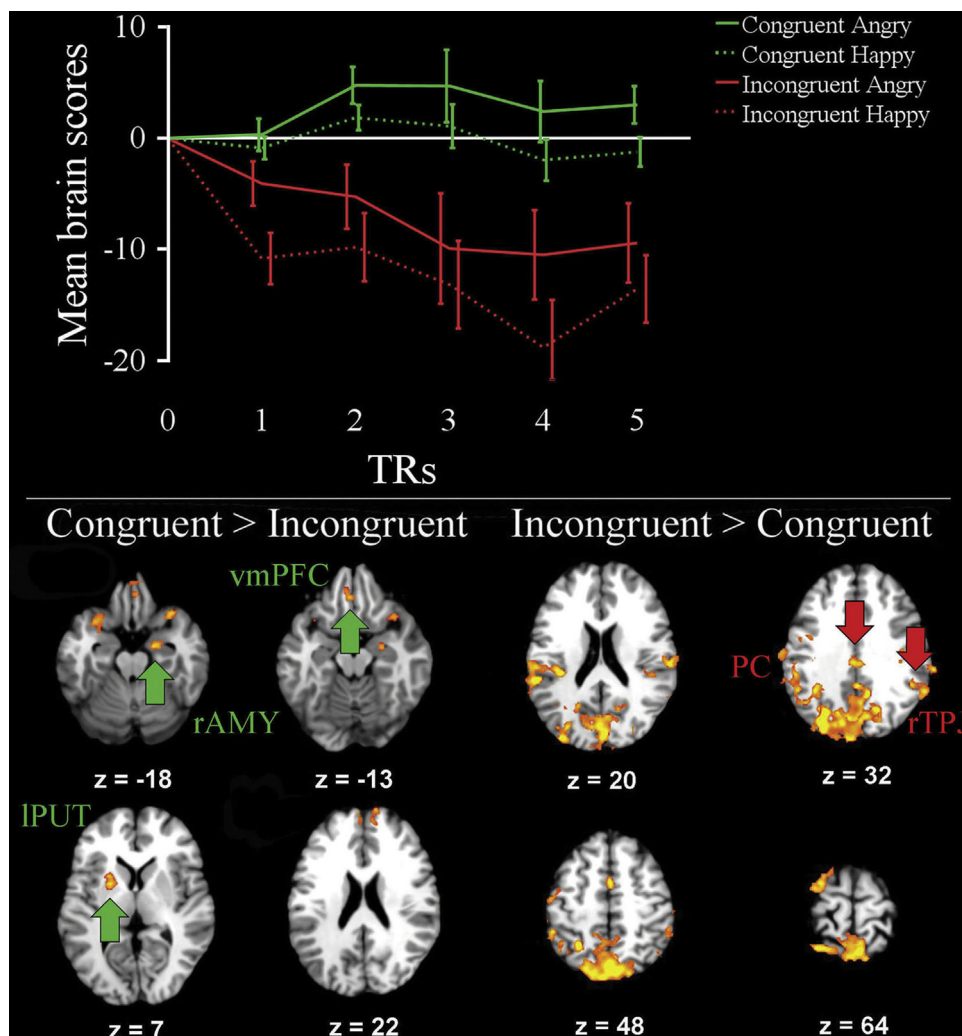 10
0
-10
-20
Mean brain scores
0 1 2 3 4 5
TRs
Congruent Angry
Congruent Happy
Incongruent Angry
Incongruent Happy
Congruent > Incongruent
Incongruent > Congruent
vmPFC
rAMY
PC
rTPJ
z = -18
z = -13
z = 20
z = 32
lPUT
z = 7
z = 22
z = 48
z = 64